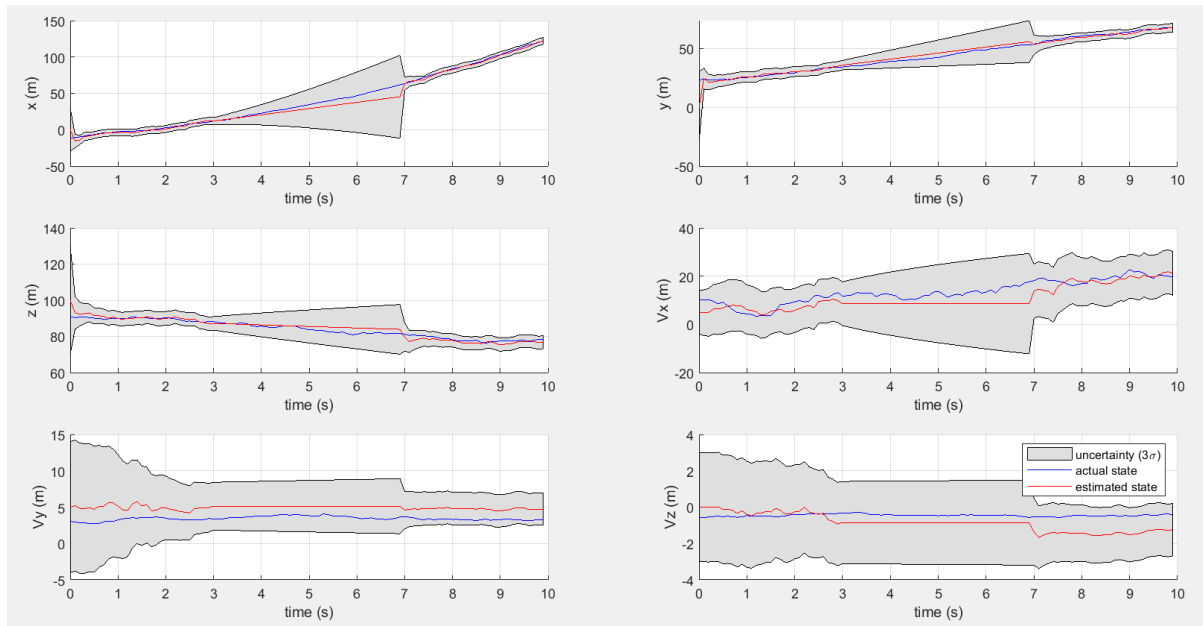 150
100
50
0
-50
x (m)
0 1 2 3 4 5 6 7 8 9 10
time (s)
50
0
-50
y (m)
0 1 2 3 4 5 6 7 8 9 10
time (s)
140
120
100
80
60
z (m)
0 1 2 3 4 5 6 7 8 9 10
time (s)
40
20
0
-20
Vx (m)
0 1 2 3 4 5 6 7 8 9 10
time (s)
15
10
5
0
-5
Vy (m)
0 1 2 3 4 5 6 7 8 9 10
time (s)
4
2
0
-2
-4
Vz (m)
uncertainty (3σ)
actual state
estimated state
0 1 2 3 4 5 6 7 8 9 10
time (s)